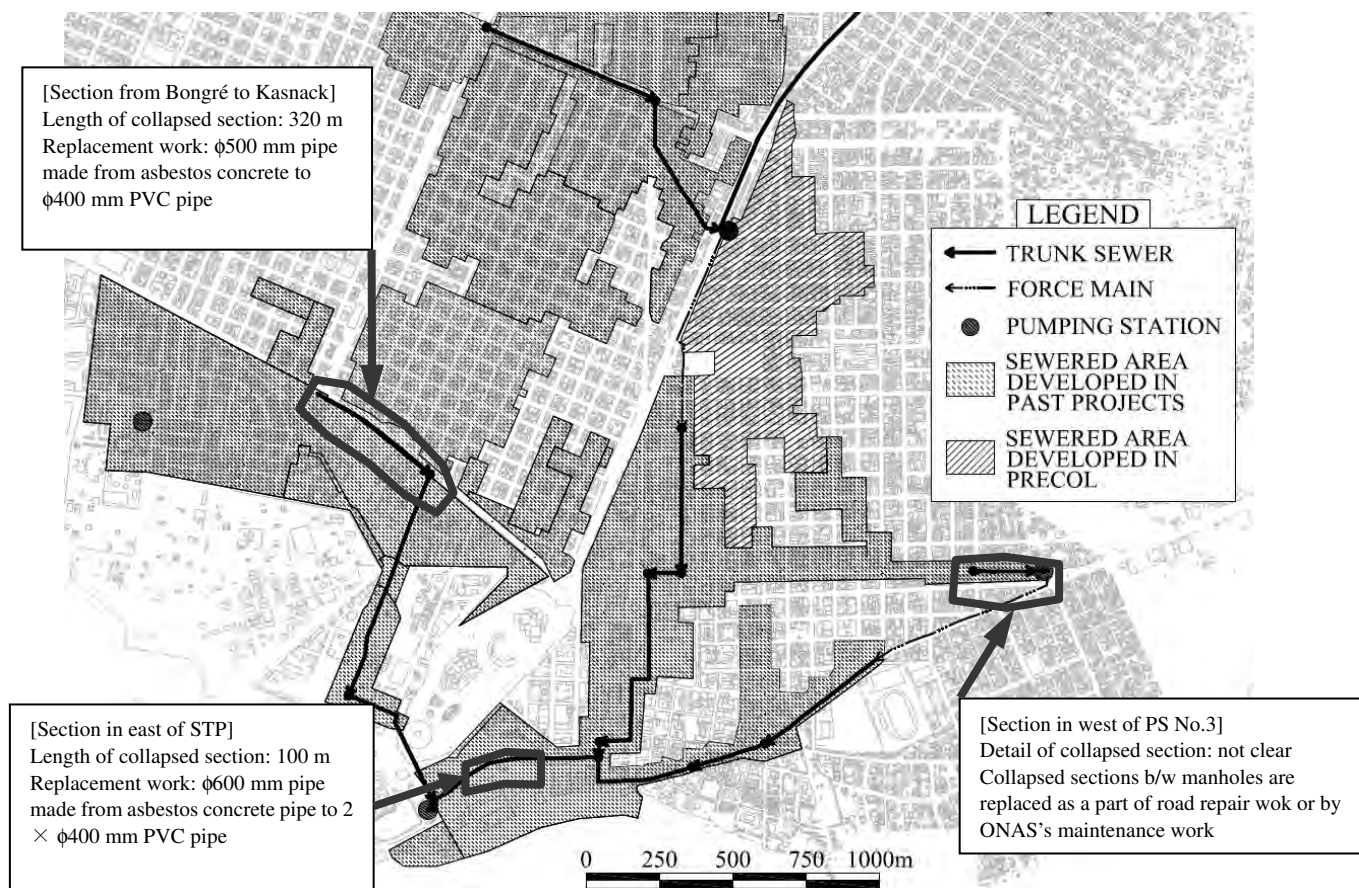 [Section from Bongré to Kasnack]
Length of collapsed section: 320 m
Replacement work: ϕ500 mm pipe
made from asbestos concrete to
ϕ400 mm PVC pipe
LEGEND
TRUNK SEWER
FORCE MAIN
PUMPING STATION
SEWERED AREA
DEVELOPED IN
PAST PROJECTS
SEWERED AREA
DEVELOPED IN
PRECOL
[Section in east of STP]
Length of collapsed section: 100 m
Replacement work: ϕ600 mm pipe
made from asbestos concrete pipe to 2
× ϕ400 mm PVC pipe
[Section in west of PS No.3]
Detail of collapsed section: not clear
Collapsed sections b/w manholes are
replaced as a part of road repair wok or by
ONAS's maintenance work
0 250 500 750 1000m